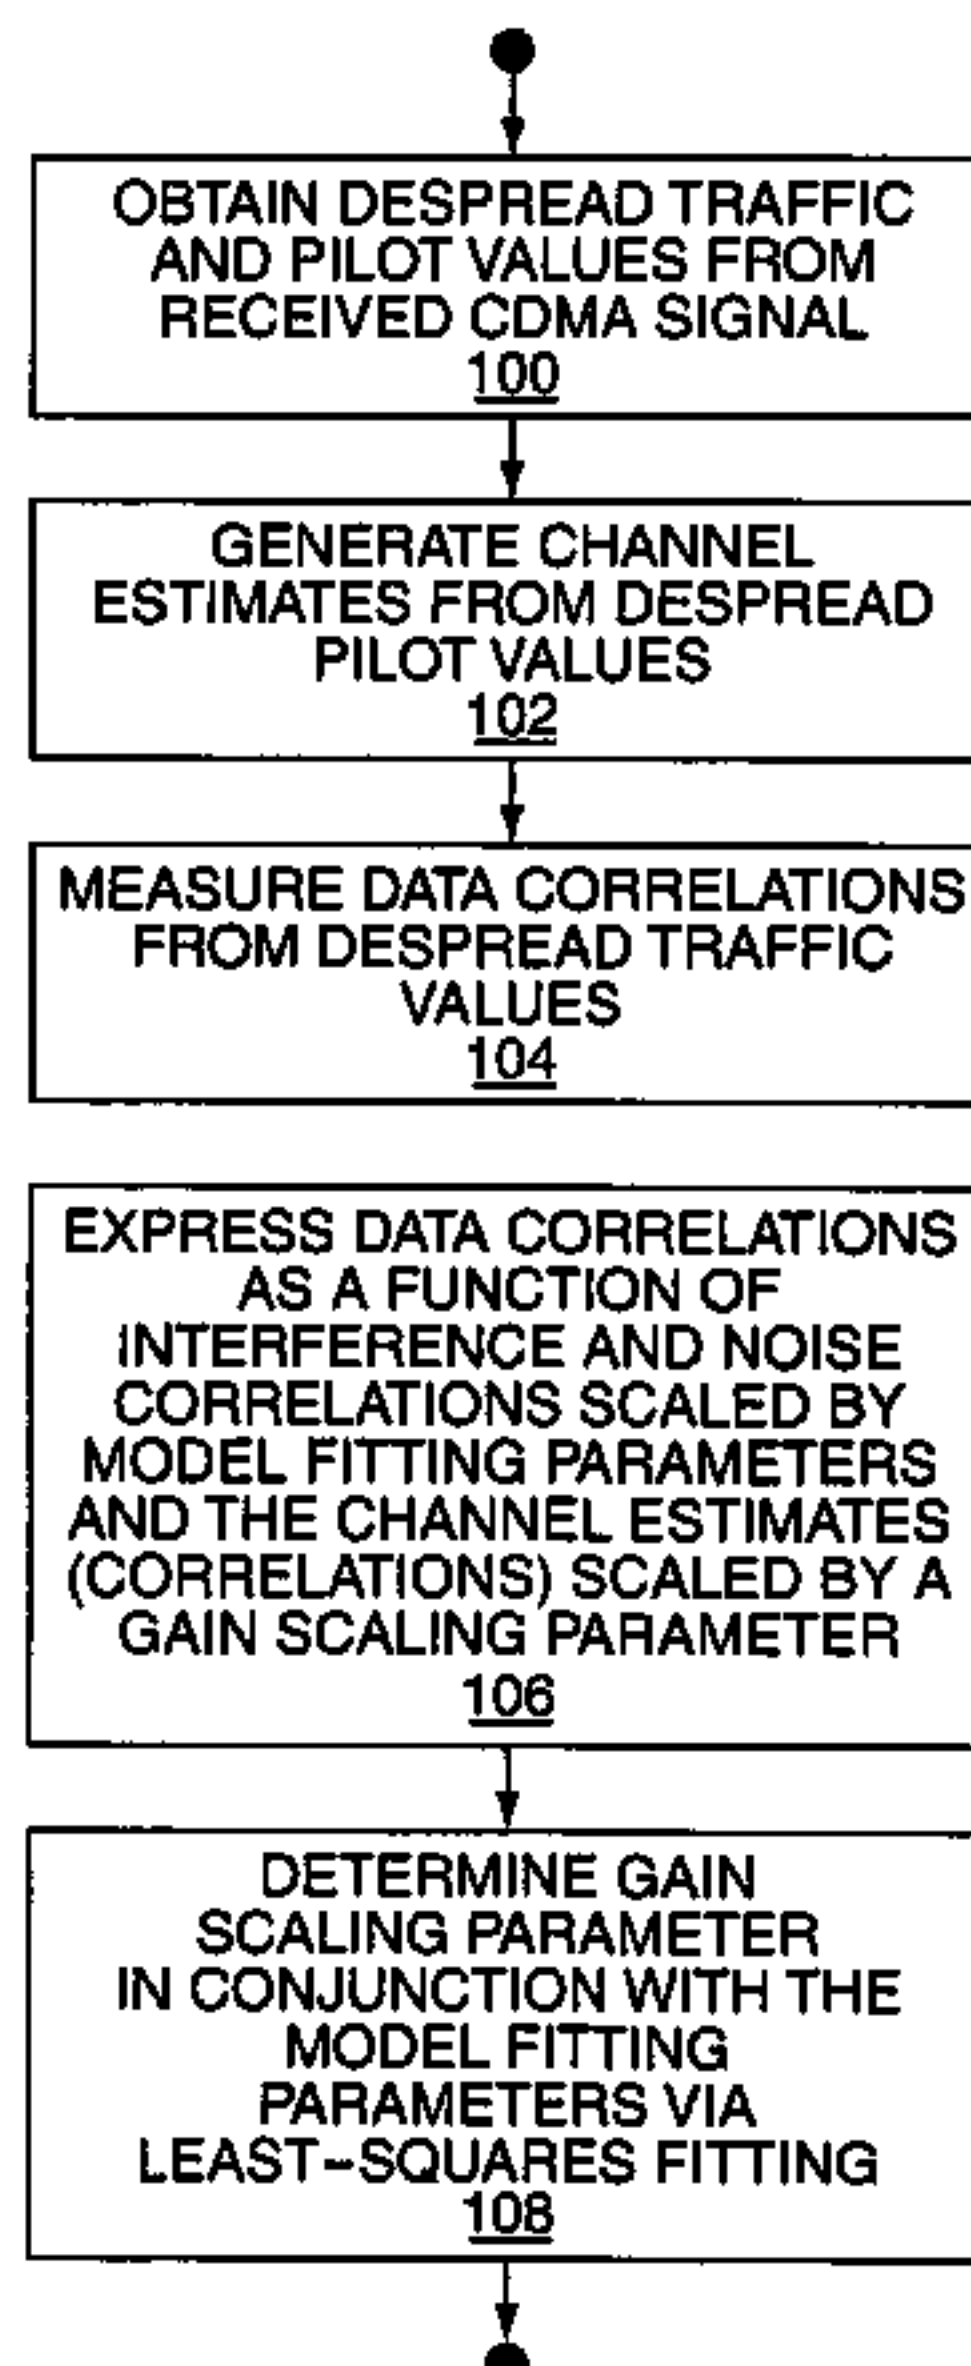 OBTAIN DESPREAD TRAFFIC
AND PILOT VALUES FROM
RECEIVED CDMA SIGNAL
100
GENERATE CHANNEL
ESTIMATES FROM DESPREAD
PILOT VALUES
102
MEASURE DATA CORRELATIONS
FROM DESPREAD TRAFFIC
VALUES
104
EXPRESS DATA CORRELATIONS
AS A FUNCTION OF
INTERFERENCE AND NOISE
CORRELATIONS SCALED BY
MODEL FITTING PARAMETERS
AND THE CHANNEL ESTIMATES
(CORRELATIONS) SCALED BY A
GAIN SCALING PARAMETER
106
DETERMINE GAIN
SCALING PARAMETER
IN CONJUNCTION WITH THE
MODEL FITTING
PARAMETERS VIA
LEAST-SQUARES FITTING
108